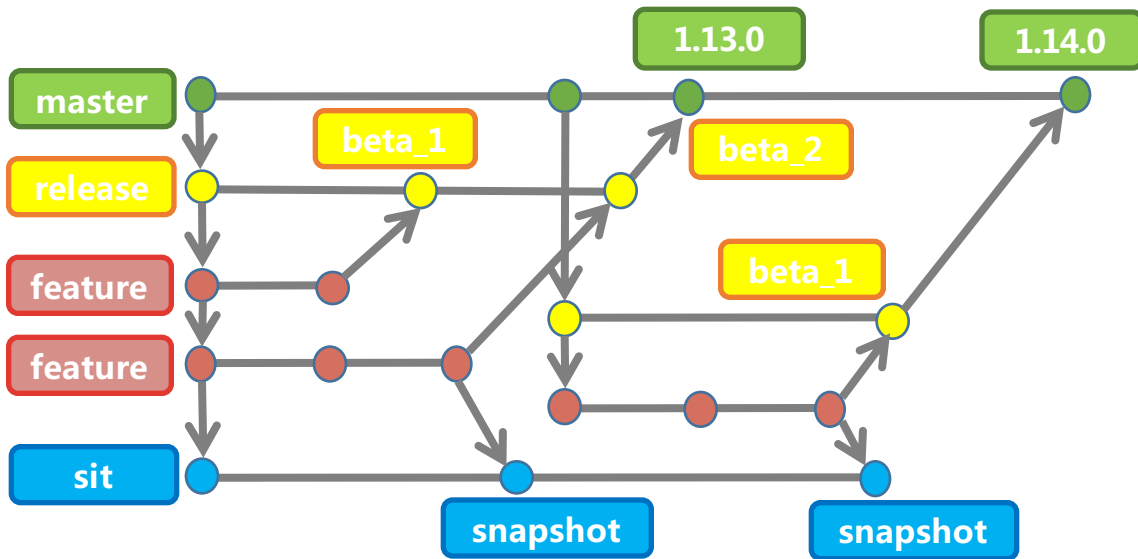 1.13.0
1.14.0
master
beta_1
beta_2
release
feature
beta_1
feature
sit
snapshot
snapshot